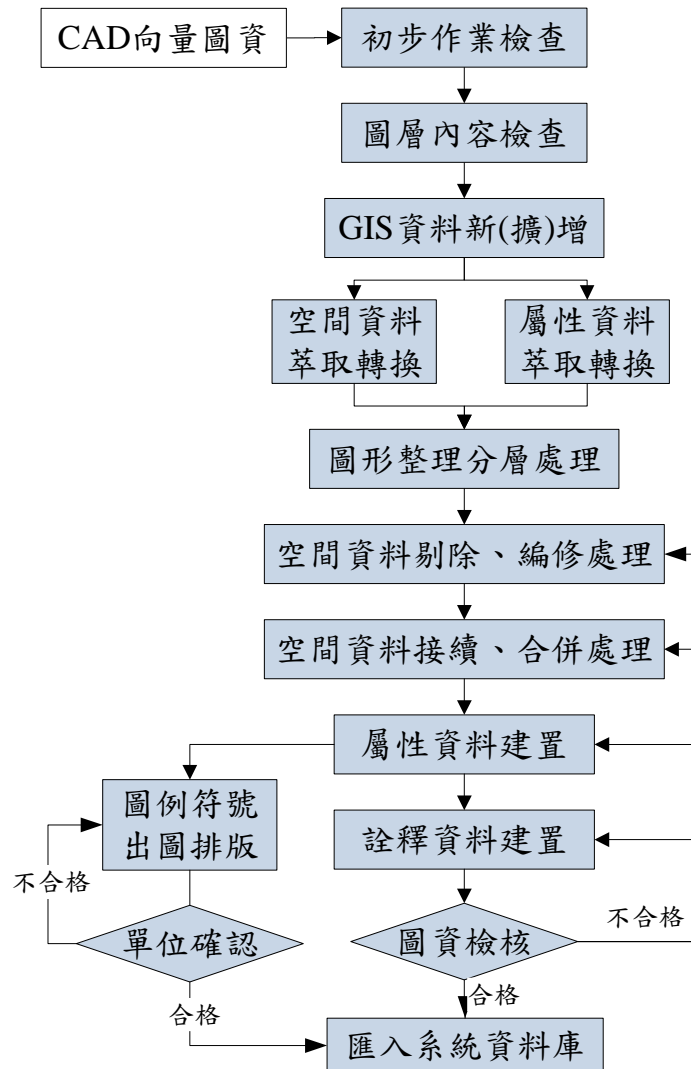 CAD向量圖資
初步作業檢查
圖層內容檢查
GIS資料新(擴)增
空間資料
萃取轉換
屬性資料
萃取轉換
圖形整理分層處理
空間資料剔除、編修處理
空間資料接續、合併處理
屬性資料建置
圖例符號
出圖排版
詮釋資料建置
不合格
單位確認
圖資檢核
不合格
合格
合格
匯入系統資料庫